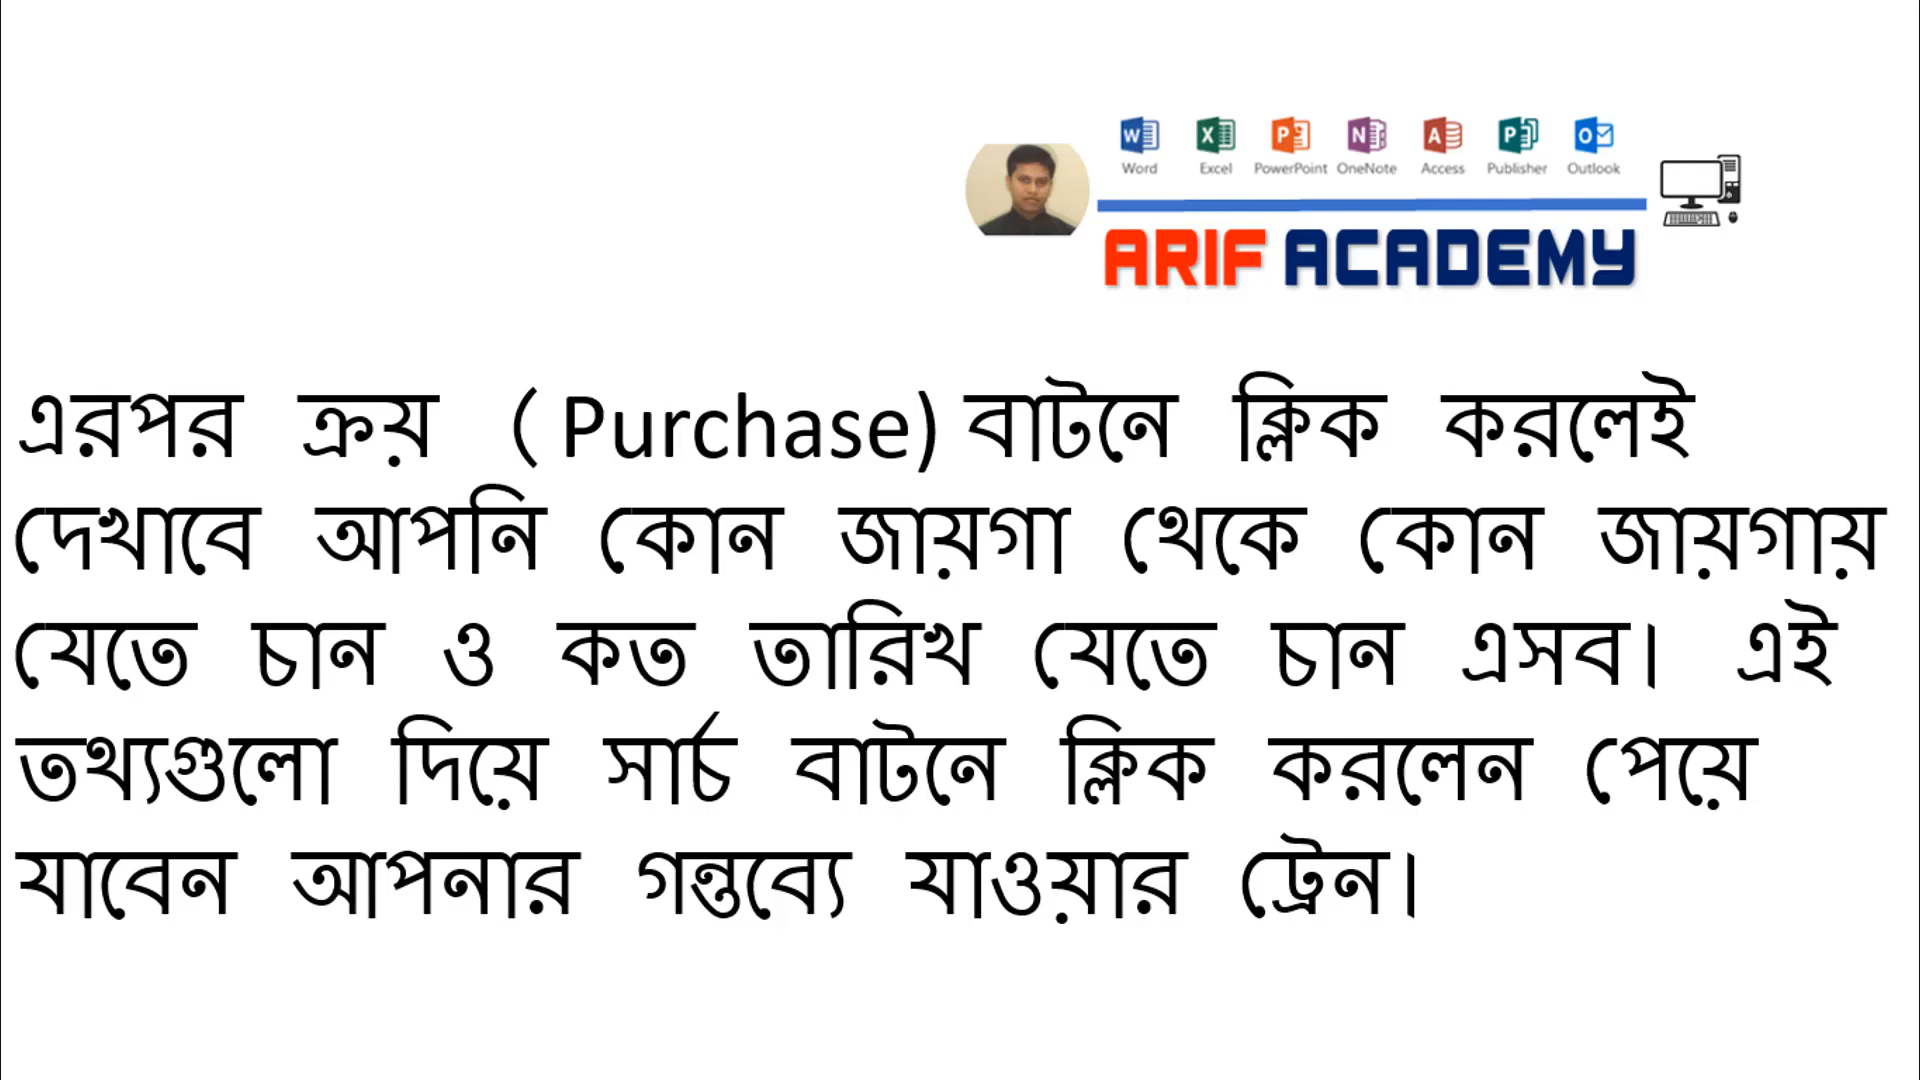 Word Excel PowerPoint OneNote Access Publisher Outlook
ARIF ACADEMY
এরপর ক্রয় (Purchase) বাটনে ক্লিক করলেই
দেখাবে আপনি কোন জায়গা থেকে কোন জায়গায়
যেতে চান ও কত তারিখ যেতে চান এসব। এই
তথ্যগুলো দিয়ে সার্চ বাটনে ক্লিক করলেন পেয়ে
যাবেন আপনার গন্তব্যে যাওয়ার ট্রেন।